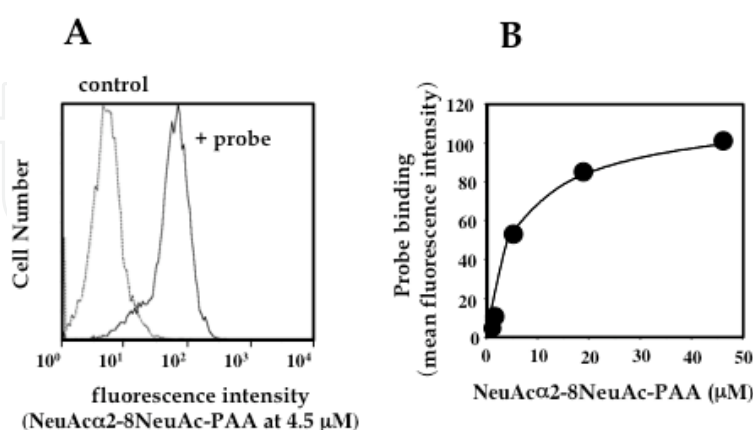 A
control
+ probe
Cell Number
10⁰ 10¹ 10² 10³ 10⁴
fluorescence intensity
(NeuAcα2-8NeuAc-PAA at 4.5 μM)
B
Probe binding
(mean fluorescence intensity)
120
100
80
60
40
20
0
0 10 20 30 40 50
NeuAcα2-8NeuAc-PAA (μM)